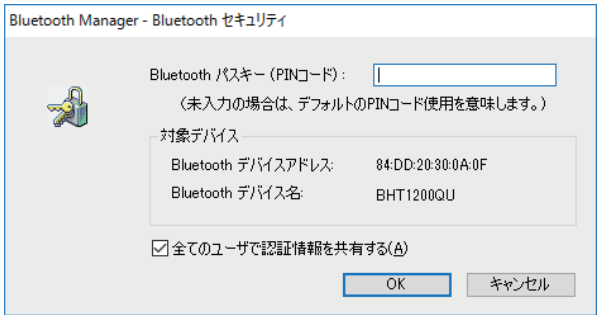 Bluetooth Manager - Bluetooth セキュリティ
Bluetooth パスキー (PINコード) :
(未入力の場合は、デフォルトのPINコード使用を意味します。)
対象デバイス
Bluetooth デバイスアドレス: 84:DD:20:30:0A:0F
Bluetooth デバイス名: BHT1200QU
全てのユーザで認証情報を共有する(A)
OK キャンセル